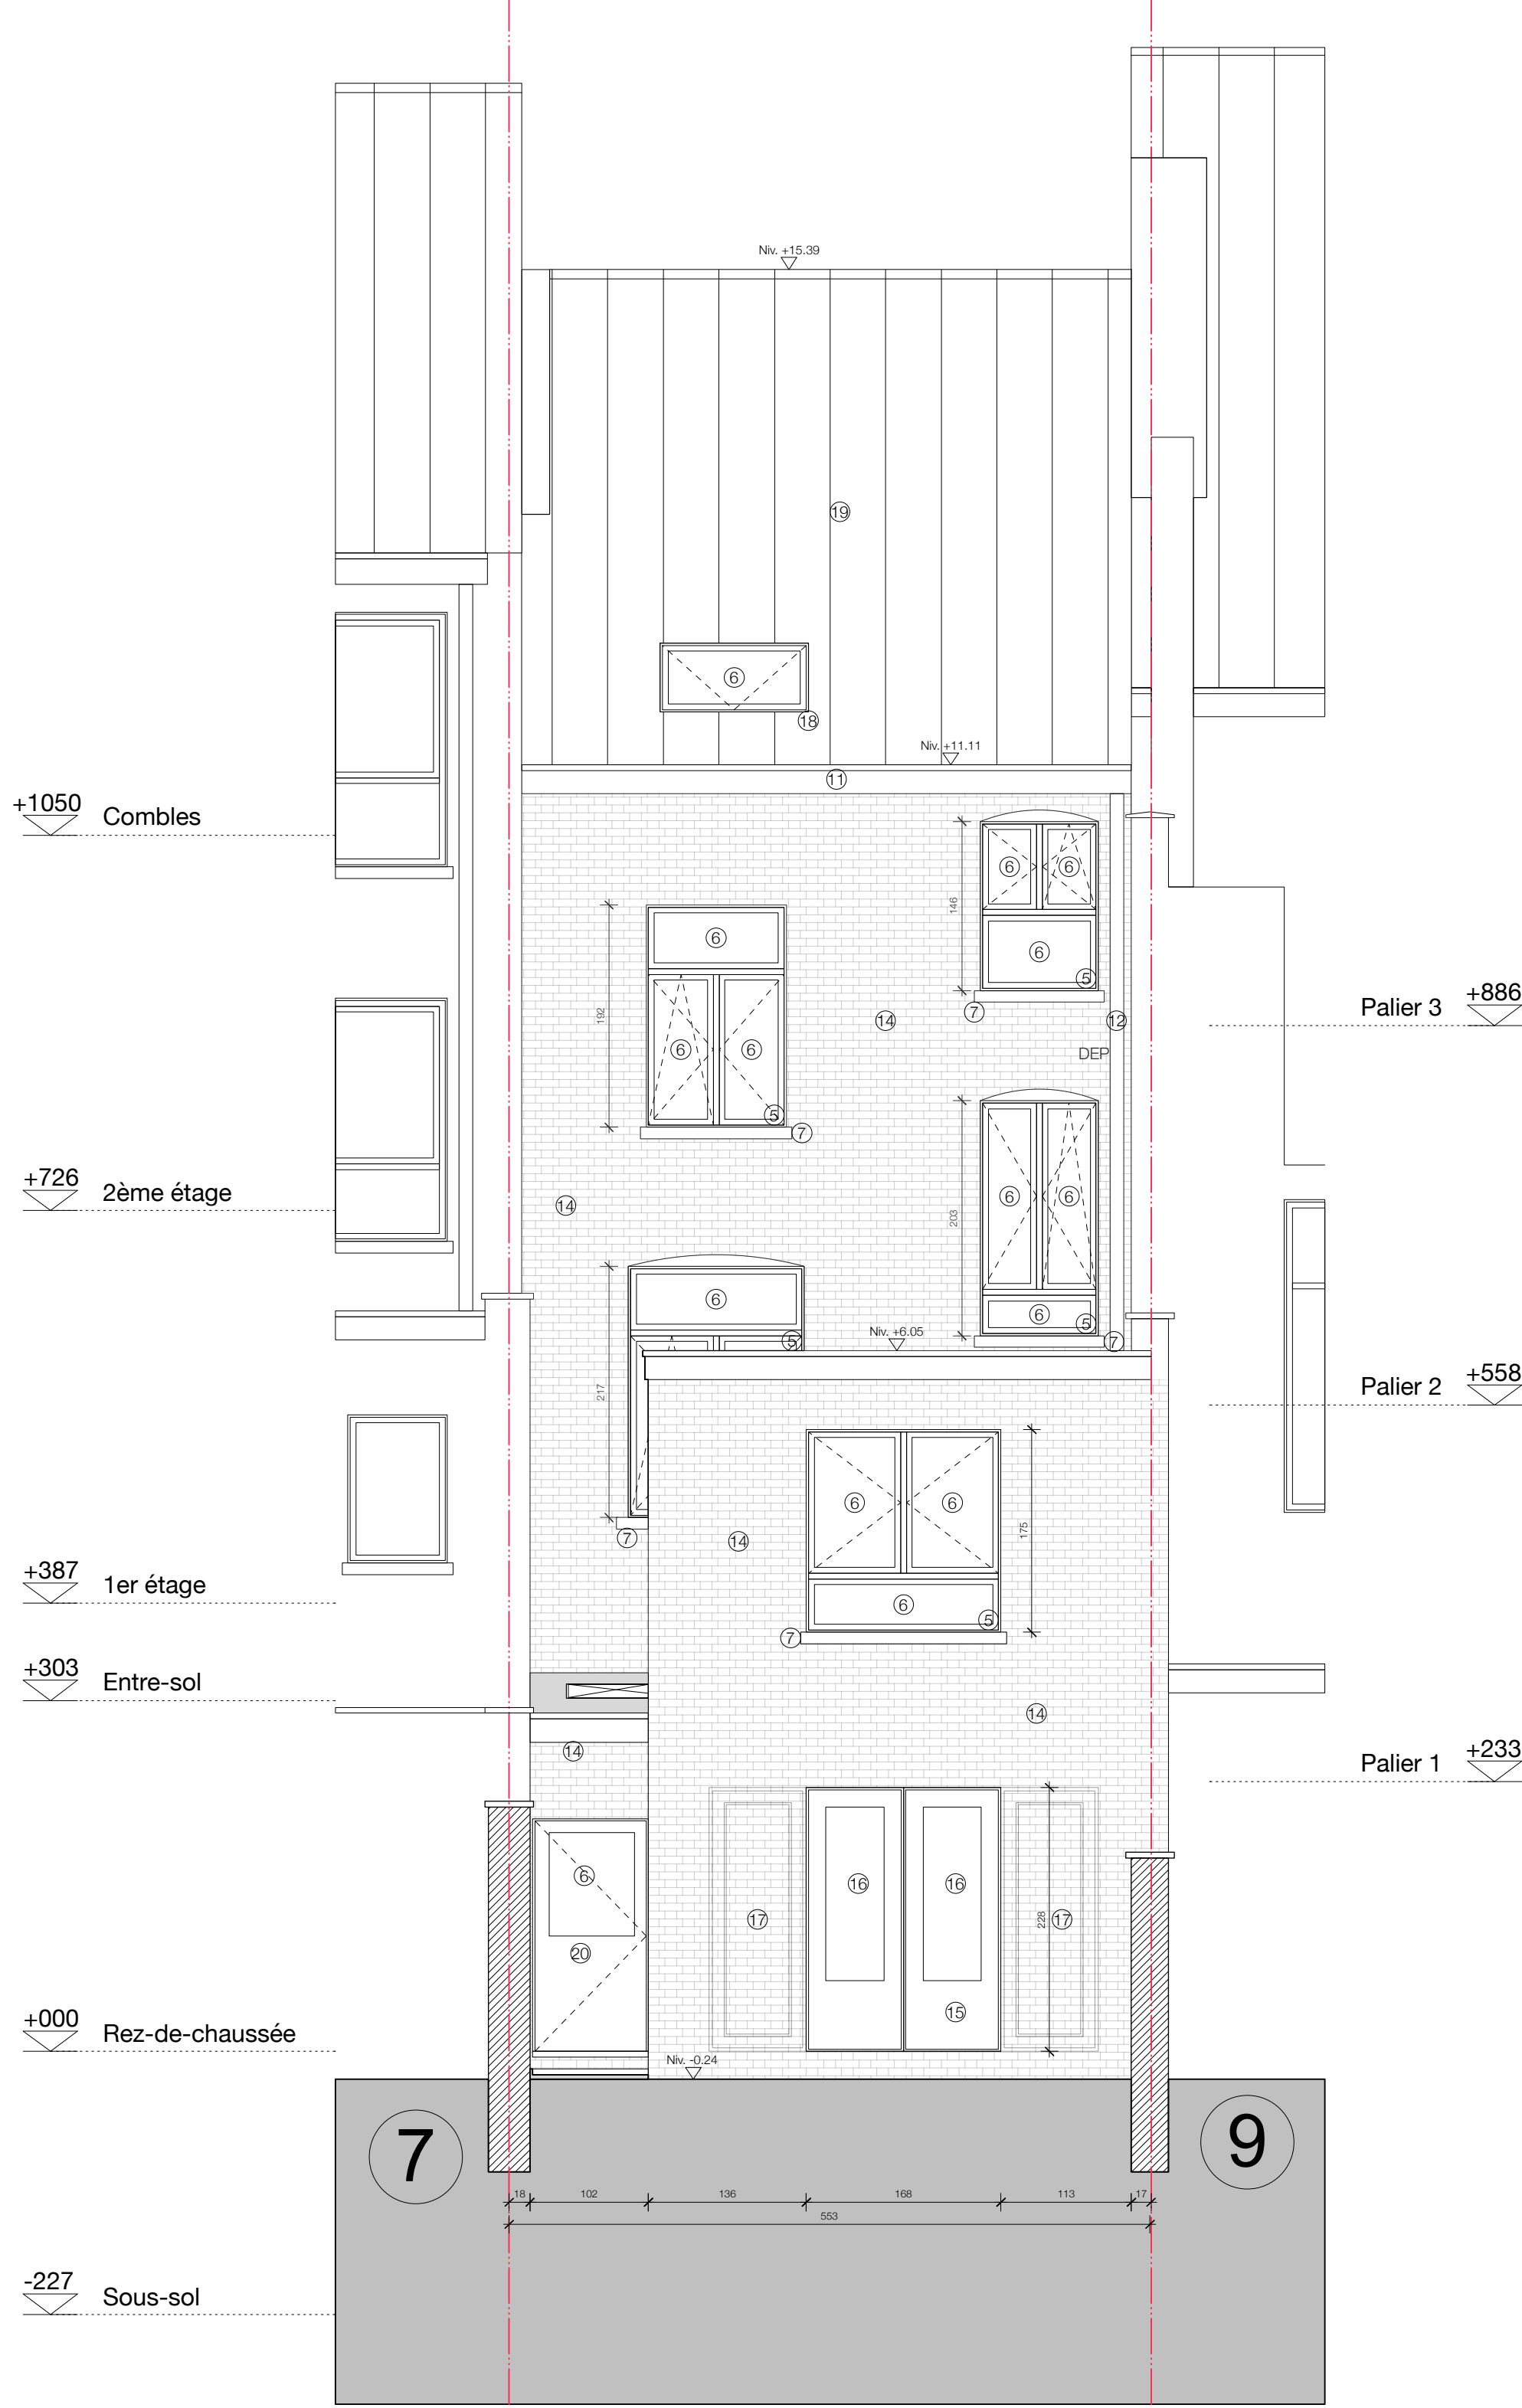 Niv. +15.39
19
6
18
Niv. +11.11
11
+1050 Combles
6 6
146
6
6
5
7
Palier 3 +886
192
14
12
DEP
6 6
5
7
+726 2ème étage
6 6
203
14
6
6
5
5
7
Niv. +6.05
217
Palier 2 +558
6 6
175
7
14
+387 1er étage
6
5
7
+303 Entre-sol
14
14
Palier 1 +233
6
16 16
17
228
17
20
15
+000 Rez-de-chaussée
Niv. -0.24
7
9
18 102 136 168 113 17
553
-227 Sous-sol